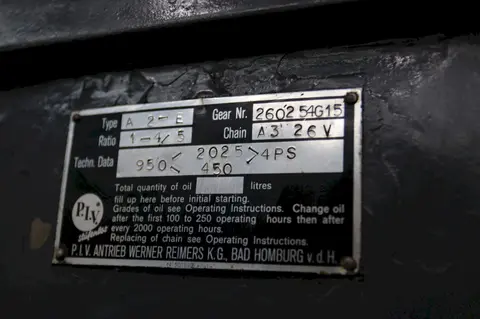 Type A 2-E Gear Nr. 260254G15
Ratio 1-4/5 Chain A3 26V
Techn. Data 950< 2025 450 >4PS
Total quantity of oil litres
fill up here before initial starting.
Grades of oil see Operating Instructions. Change oil
after the first 100 to 250 operating hours then after
every 2000 operating hours.
Replacing of chain see Operating Instructions.
P.I.V.
P.I.V. ANTRIEB WERNER REIMERS K.G., BAD HOMBURG v.d.H.